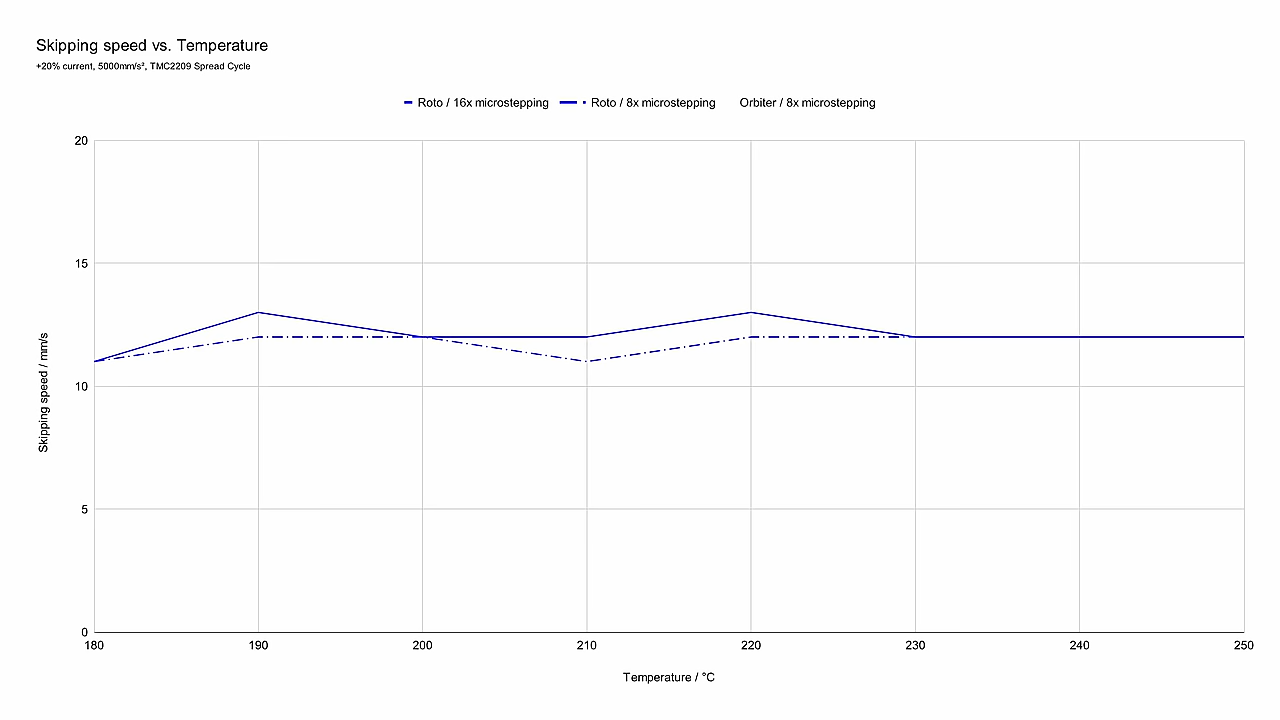 Skipping speed vs. Temperature
+20% current, 5000mm/s², TMC2209 Spread Cycle
Roto / 16x microstepping Roto / 8x microstepping Orbiter / 8x microstepping
20
15
10
5
0
Skipping speed / mm/s
180 190 200 210 220 230 240 250
Temperature / °C